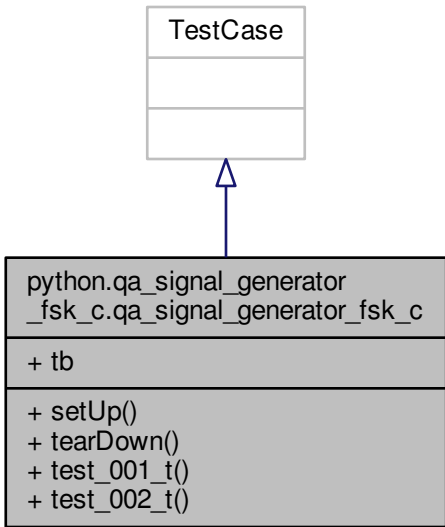 TestCase
python.qa_signal_generator
_fsk_c.qa_signal_generator_fsk_c
+ tb
+ setUp()
+ tearDown()
+ test_001_t()
+ test_002_t()